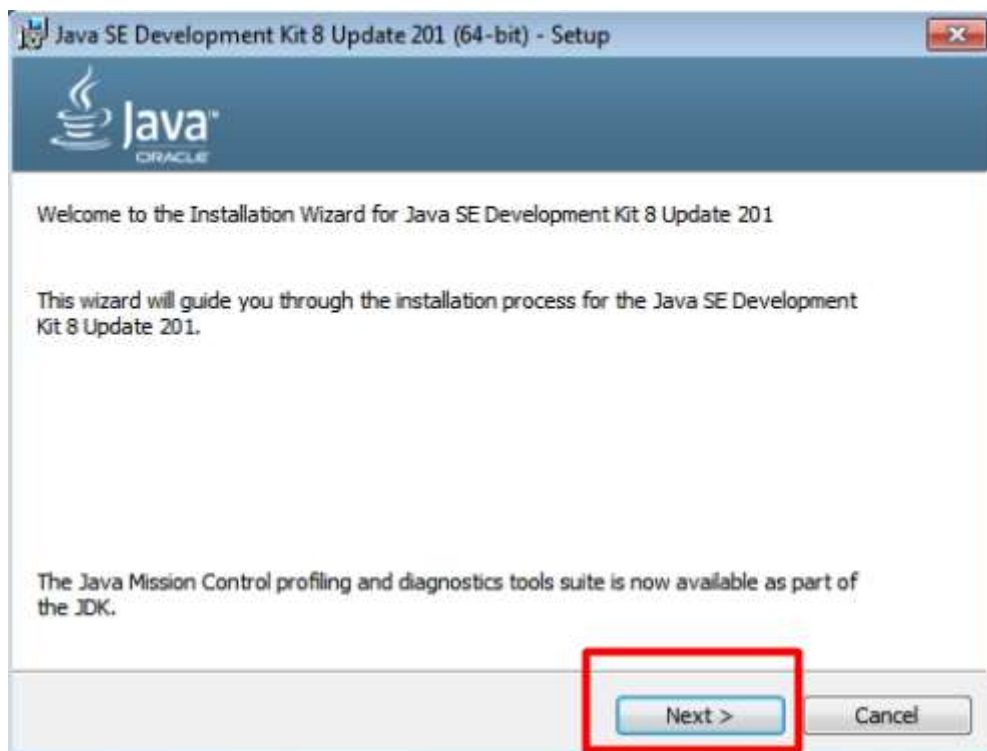 Java SE Development Kit 8 Update 201 (64-bit) - Setup
Java™
ORACLE
Welcome to the Installation Wizard for Java SE Development Kit 8 Update 201
This wizard will guide you through the installation process for the Java SE Development
Kit 8 Update 201.
The Java Mission Control profiling and diagnostics tools suite is now available as part of
the JDK.
Next >
Cancel